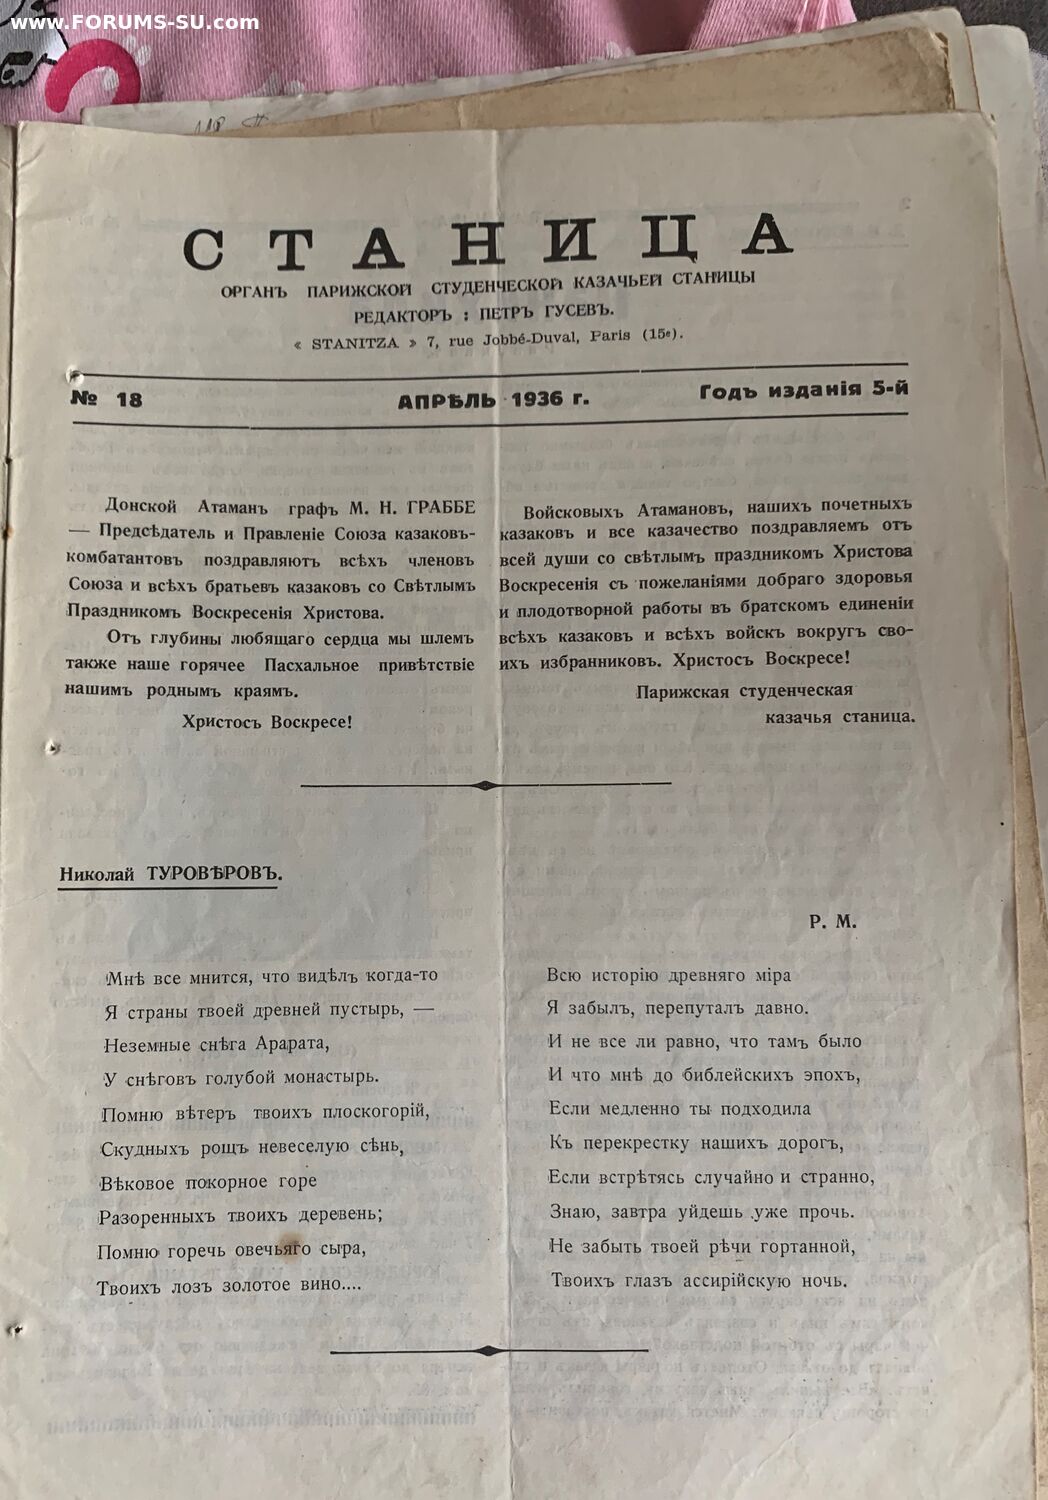 www.FORUMS-SU.com
СТАНИЦА
ОРГАНЪ ПАРИЖСКОЙ СТУДЕНЧЕСКОЙ КАЗАЧЬЕЙ СТАНИЦЫ
РЕДАКТОРЪ : ПЕТРЪ ГУСЕВЪ.
« STANITZA » 7, rue Jobbé-Duval, Paris (15e).
№ 18 АПРѢЛЬ 1936 г. Годъ изданія 5-й
Донской Атаманъ графъ М. Н. ГРАББЕ
— Предсѣдатель и Правленіе Союза казаковъ-
комбатантовъ поздравляютъ всѣхъ членовъ
Союза и всѣхъ братьевъ казаков со Свѣтлымъ
Праздникомъ Воскресенія Христова.
Отъ глубины любящаго сердца мы шлемъ
также наше горячее Пасхальное привѣтствіе
нашимъ роднымъ краямъ.
Христосъ Воскресе!
Войсковыхъ Атамановъ, нашихъ почетныхъ
казаковъ и все казачество поздравляемъ отъ
всей души со свѣтлымъ праздникомъ Христова
Воскресенія съ пожеланіями добраго здоровья
и плодотворной работы въ братскомъ единеніи
всѣхъ казаковъ и всѣхъ войскъ вокругъ сво-
ихъ избранниковъ. Христосъ Воскресе!
Парижская студенческая
казачья станица.
Николай ТУРОВѢРОВЪ.
Мнѣ все мнится, что видѣлъ когда-то
Я страны твоей древней пустырь, —
Неземные снѣга Арарата,
У снѣговъ голубой монастырь.
Помню вѣтеръ твоихъ плоскогорій,
Скудныхъ рощъ невеселую сѣнь,
Вѣковое покорное горе
Разоренныхъ твоихъ деревень;
Помню горечь овечьяго сыра,
Твоихъ лозъ золотое вино....
Р. М.
Всю исторію древняго міра
Я забылъ, перепуталъ давно.
И не все ли равно, что тамъ было
И что мнѣ до библейскихъ эпохъ,
Если медленно ты подходила
Къ перекрестку нашихъ дорогъ,
Если встрѣтясь случайно и странно,
Знаю, завтра уйдешь уже прочь.
Не забыть твоей рѣчи гортанной,
Твоихъ глазъ ассирійскую ночь.